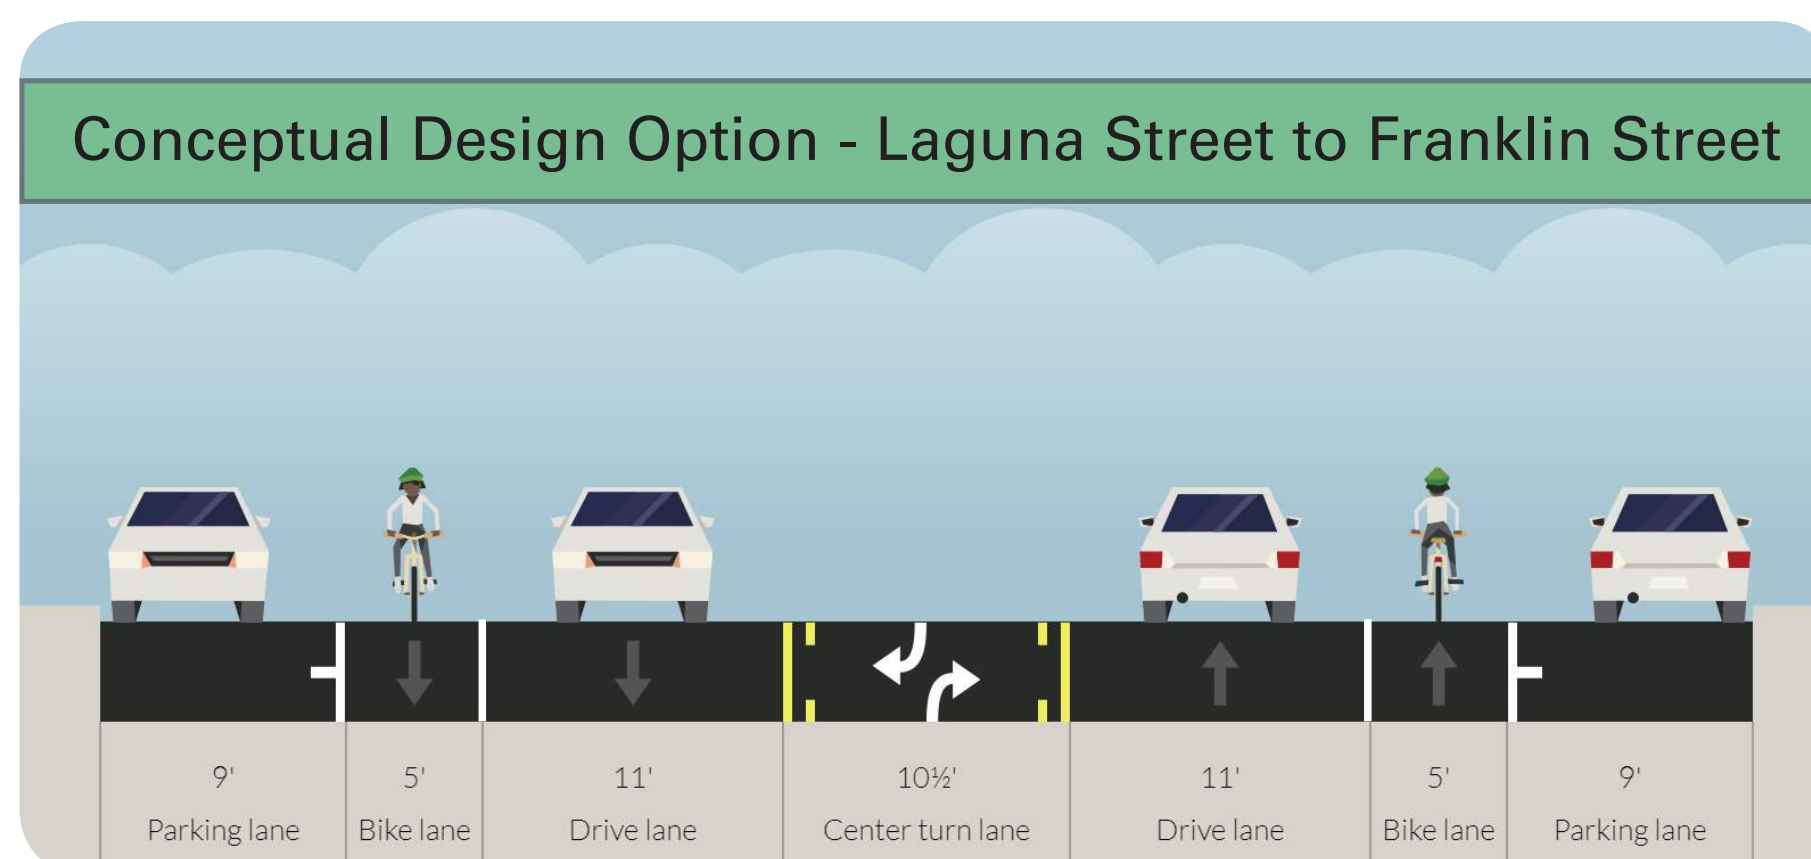 Conceptual Design Option - Laguna Street to Franklin Street
9' 5' 11' 10½' 11' 5' 9'
Parking lane Bike lane Drive lane Center turn lane Drive lane Bike lane Parking lane